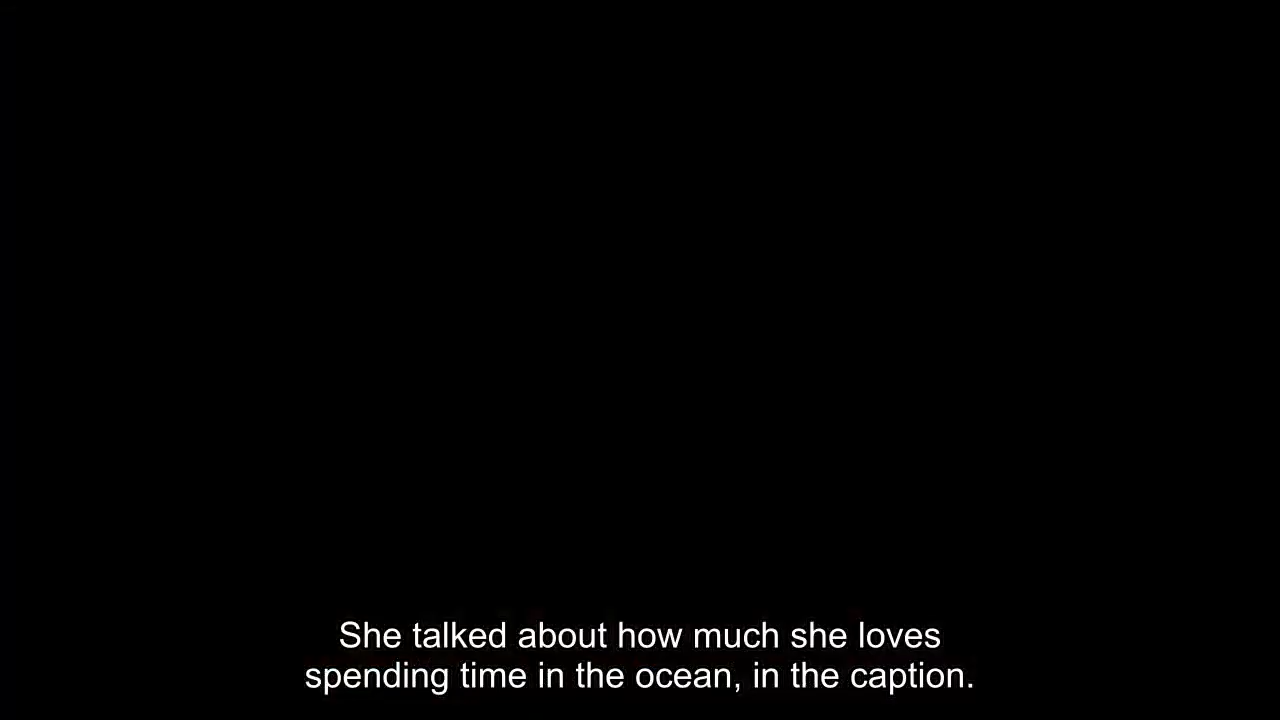 She talked about how much she loves
spending time in the ocean, in the caption.